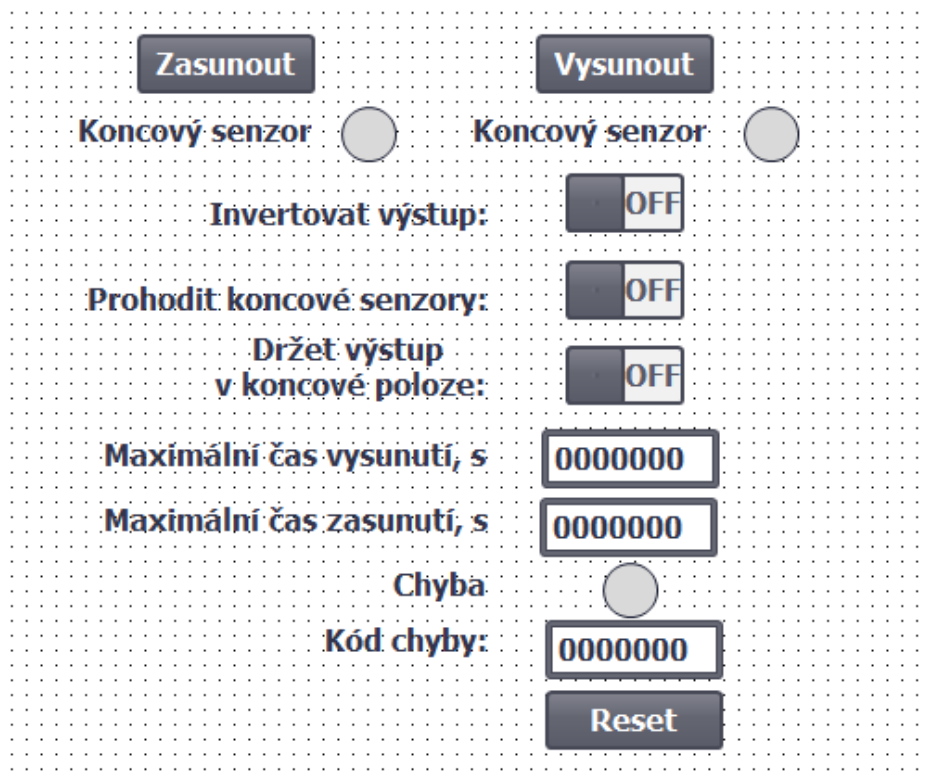 Zasunout
Vysunout
Koncový senzor
Koncový senzor
Invertovat výstup:
OFF
Prohodit koncové senzory:
OFF
Držet výstup
v koncové poloze:
OFF
Maximální čas vysunutí, s
0000000
Maximální čas zasunutí, s
0000000
Chyba
Kód chyby:
0000000
Reset